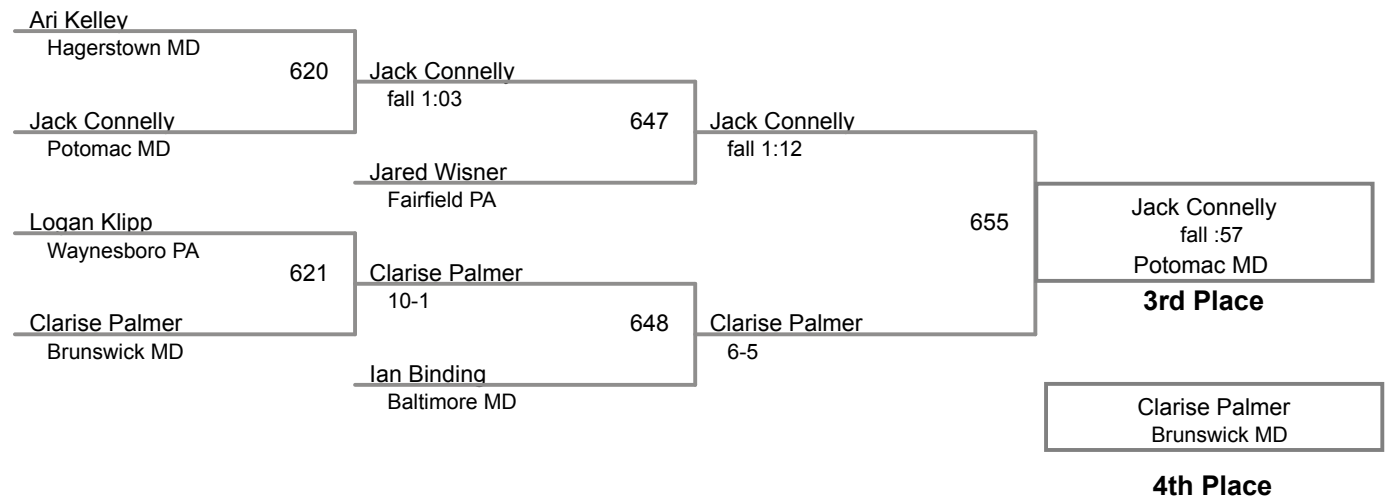 Ari Kelley
Hagerstown MD
620
Jack Connelly
fall 1:03
Jack Connelly
Potomac MD
647
Jack Connelly
fall 1:12
Jared Wisner
Fairfield PA
Logan Klipp
Waynesboro PA
621
Clarise Palmer
10-1
Clarise Palmer
Brunswick MD
648
Clarise Palmer
6-5
Ian Binding
Baltimore MD
655
Jack Connelly
fall :57
Potomac MD
3rd Place
Clarise Palmer
Brunswick MD
4th Place